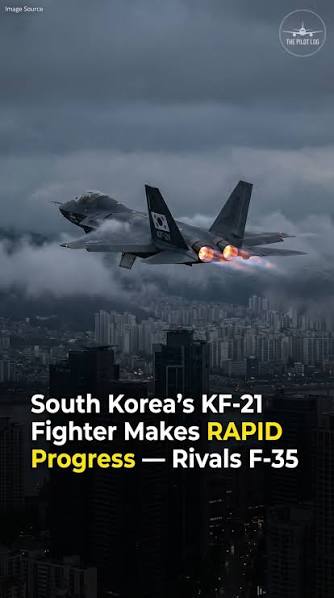 Image Source
THE PILOT LOG
South Korea's KF-21
Fighter Makes RAPID
Progress — Rivals F-35